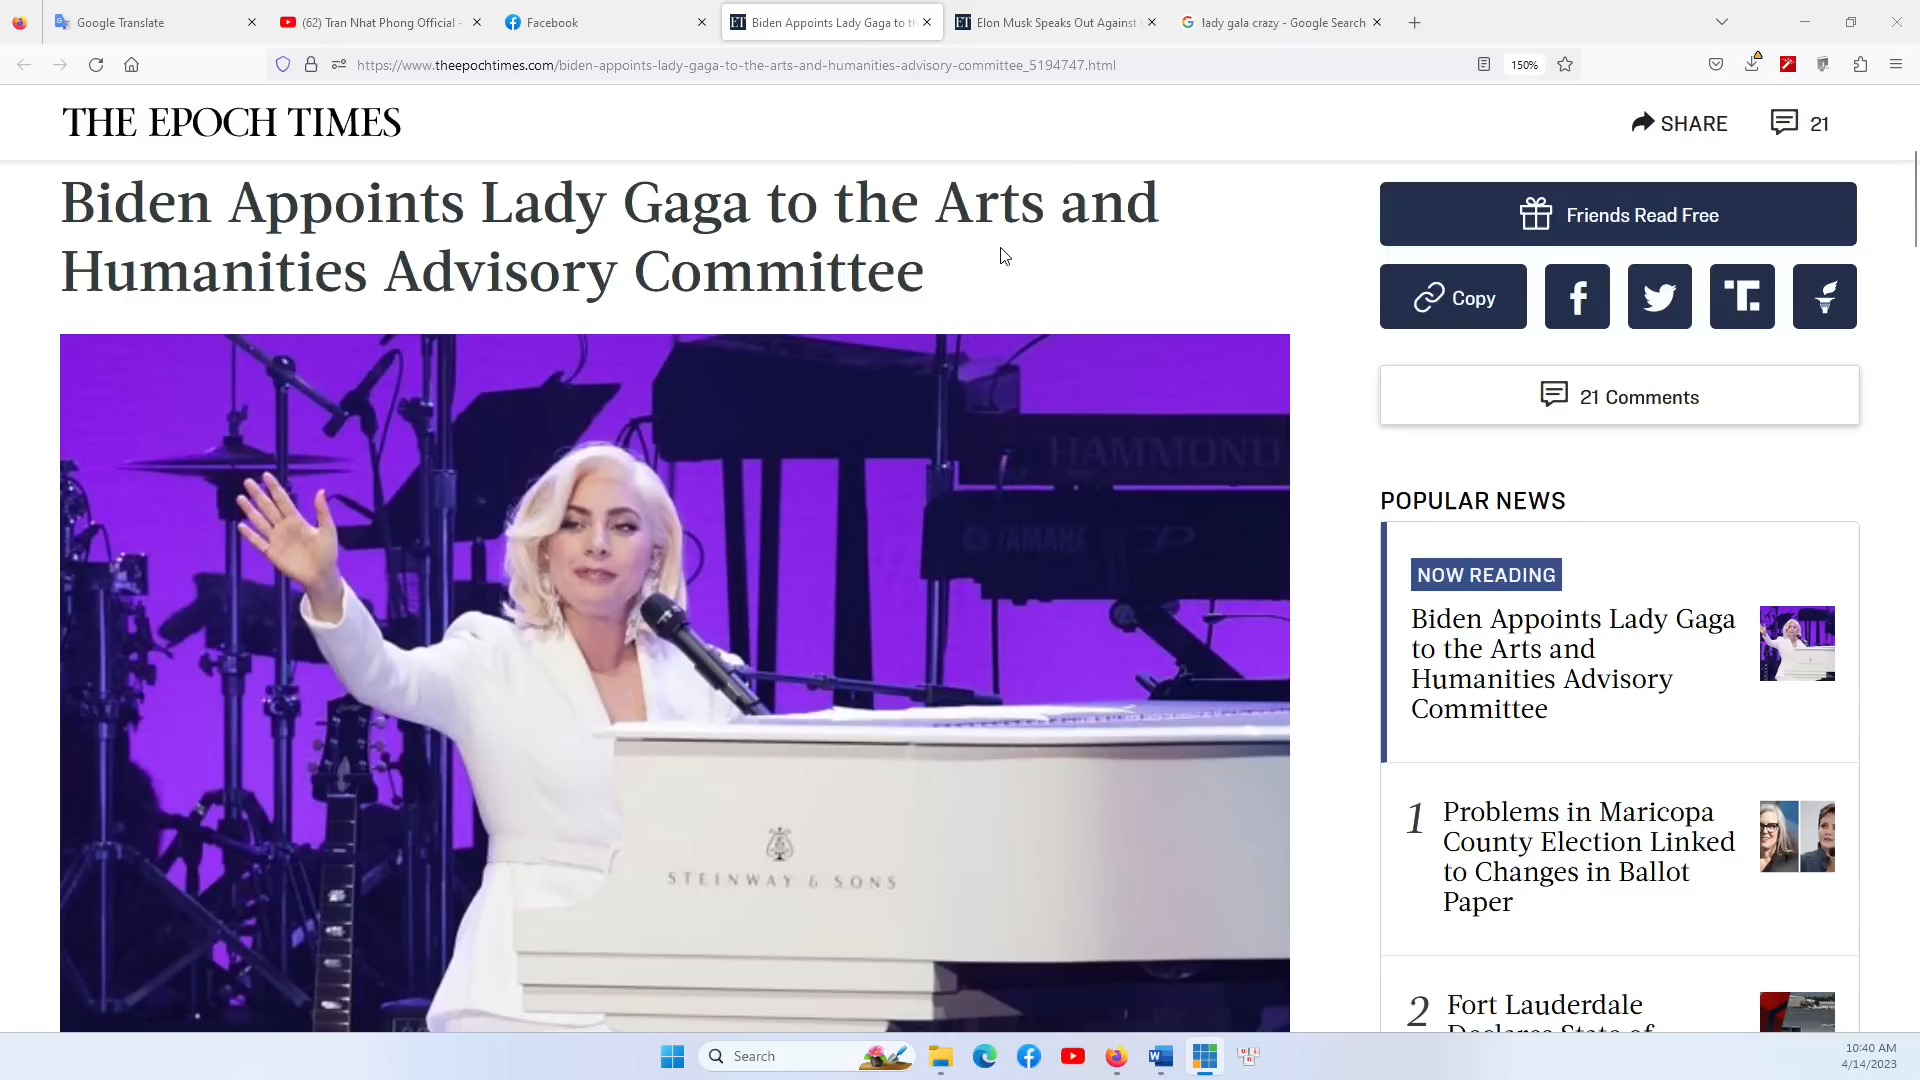 Google Translate
(62) Tran Nhat Phong Official -
Facebook
Biden Appoints Lady Gaga to th
Elon Musk Speaks Out Against
lady gala crazy - Google Search
https://www.theepochtimes.com/biden-appoints-lady-gaga-to-the-arts-and-humanities-advisory-committee_5194747.html
150%
THE EPOCH TIMES
SHARE
21
Biden Appoints Lady Gaga to the Arts and
Humanities Advisory Committee
Friends Read Free
Copy
21 Comments
HAMMOND
YAMAHA CP
STEINWAY & SONS
POPULAR NEWS
NOW READING
Biden Appoints Lady Gaga
to the Arts and
Humanities Advisory
Committee
1
Problems in Maricopa
County Election Linked
to Changes in Ballot
Paper
2
Fort Lauderdale
Declares State of
Search
10:40 AM
4/14/2023